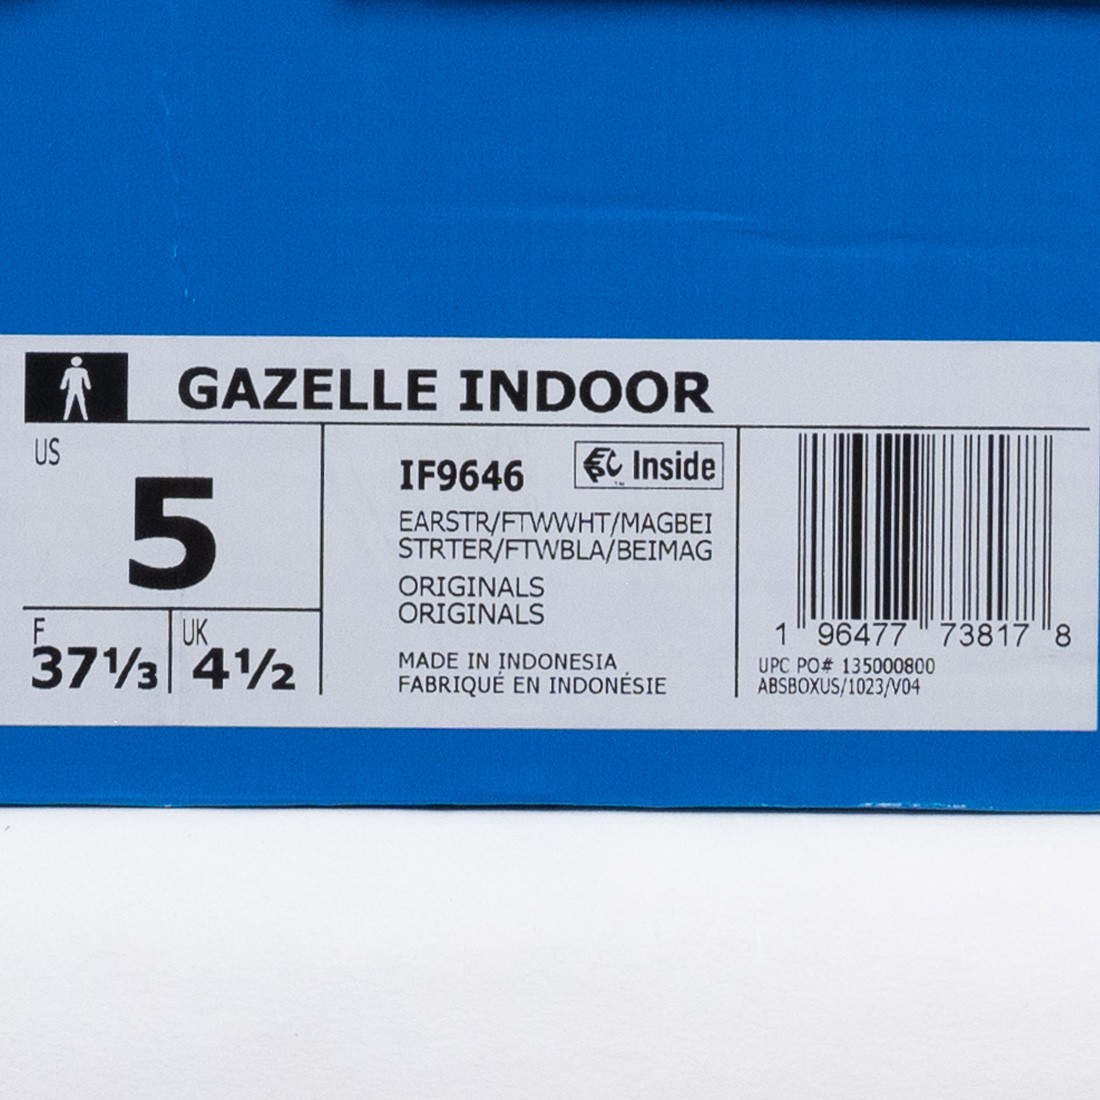 GAZELLE INDOOR
US
5
F
37⅓
UK
4½
IF9646
Inside
™
EARSTR/FTWWHT/MAGBEI
STRTER/FTWBLA/BEIMAG
ORIGINALS
ORIGINALS
MADE IN INDONESIA
FABRIQUÉ EN INDONÉSIE
1 96477 73817 8
UPC PO# 135000800
ABSBOXUS/1023/V04